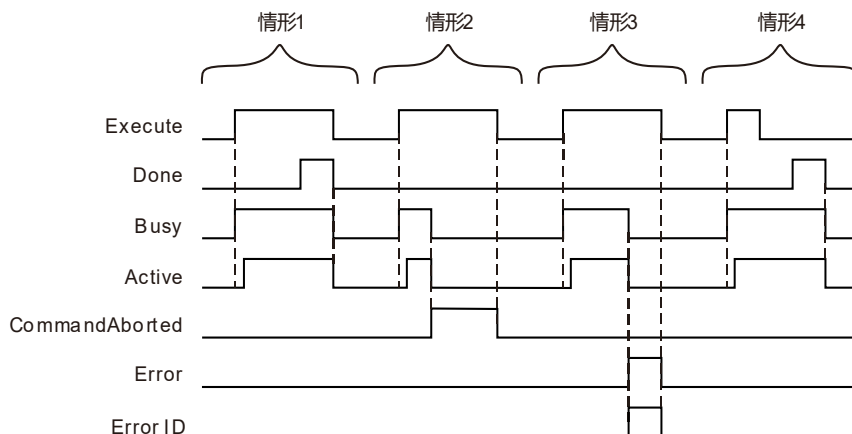 情形1 情形2 情形3 情形4
Execute
Done
Busy
Active
CommandAborted
Error
Error ID